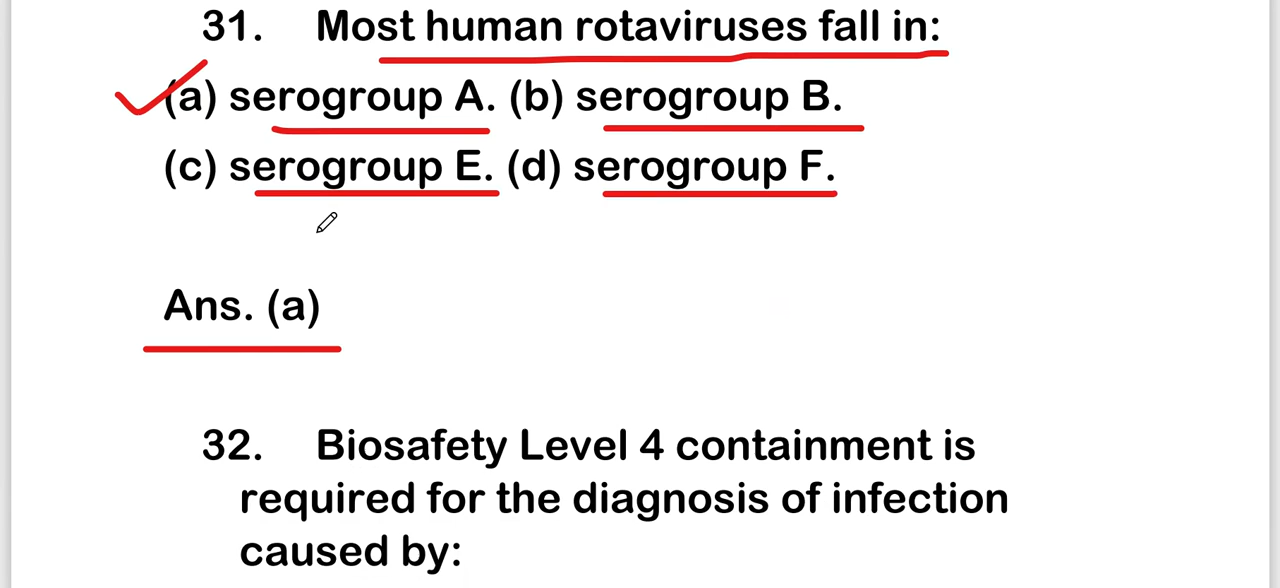 31. Most human rotaviruses fall in:
(a) serogroup A. (b) serogroup B.
(c) serogroup E. (d) serogroup F.
Ans. (a)
32. Biosafety Level 4 containment is
required for the diagnosis of infection
caused by: